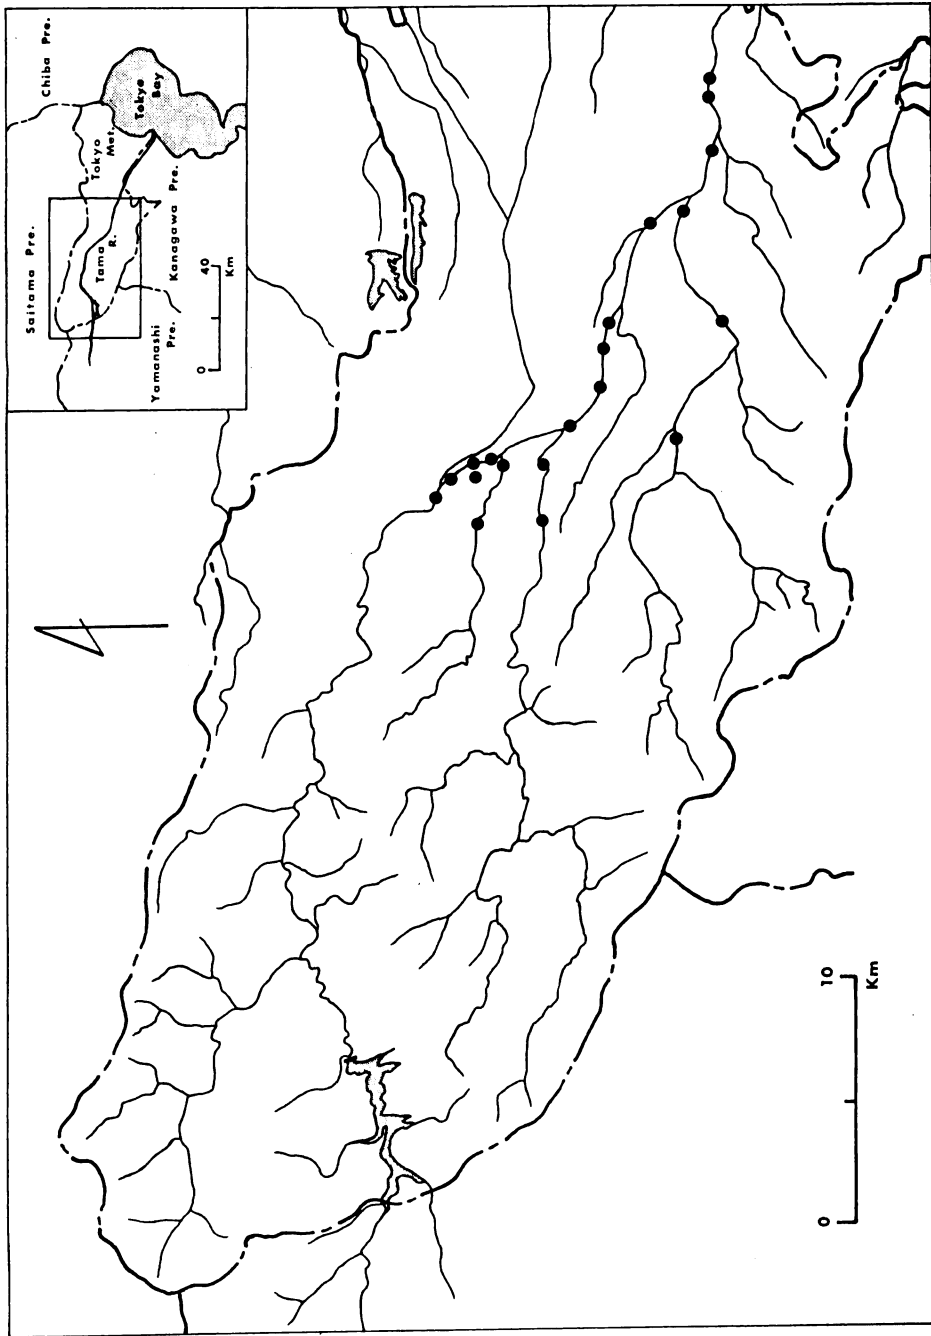 Saitama Pre.
Chiba Pre.
Tokyo
Met.
Tokyo
Bay
Tama
R.
Yamanashi
Pre.
Kanagawa Pre.
0
40
Km
0
10
Km